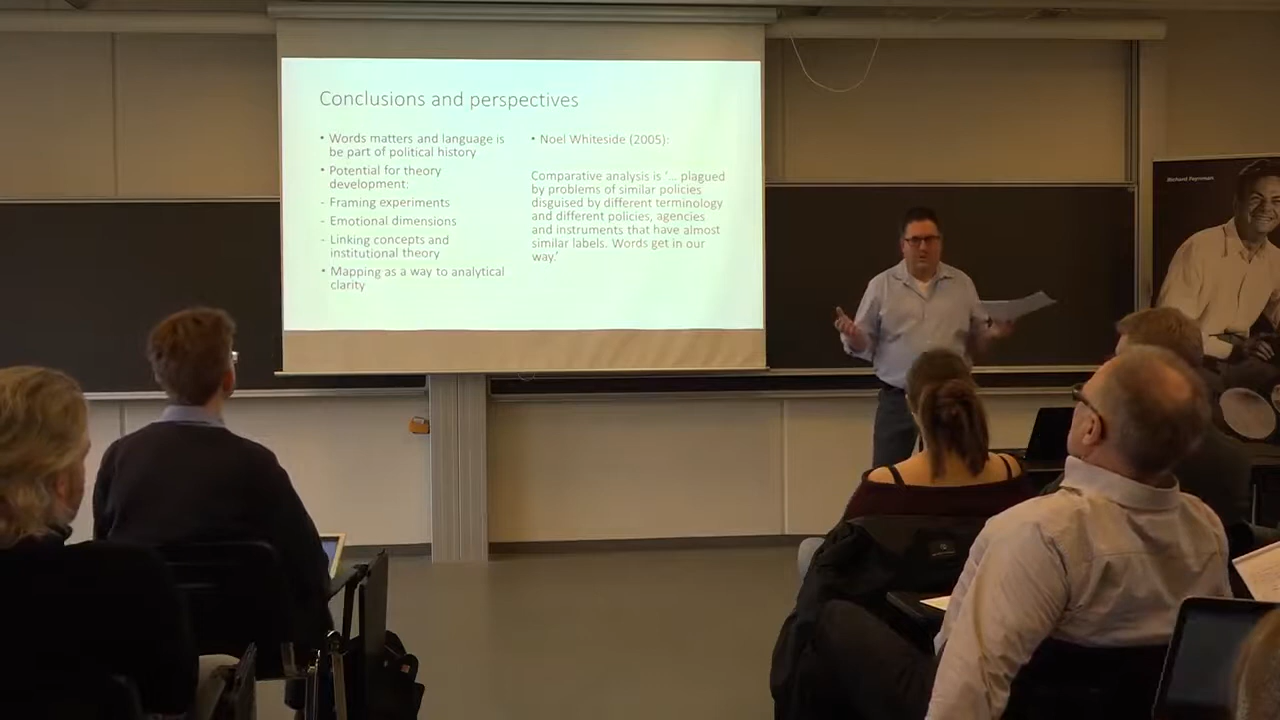 Conclusions and perspectives
• Words matters and language is
be part of political history
• Potential for theory
development:
- Framing experiments
- Emotional dimensions
- Linking concepts and
institutional theory
• Mapping as a way to analytical
clarity
• Noel Whiteside (2005):
Comparative analysis is ‘... plagued
by problems of similar policies
disguised by different terminology
and different policies, agencies
and instruments that have almost
similar labels. Words get in our
way.’
Richard Feynman